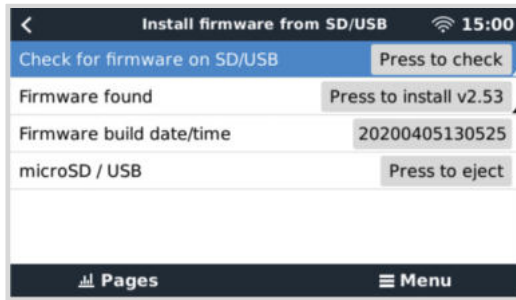 Install firmware from SD/USB 15:00
Check for firmware on SD/USB Press to check
Firmware found Press to install v2.53
Firmware build date/time 20200405130525
microSD / USB Press to eject
Pages Menu